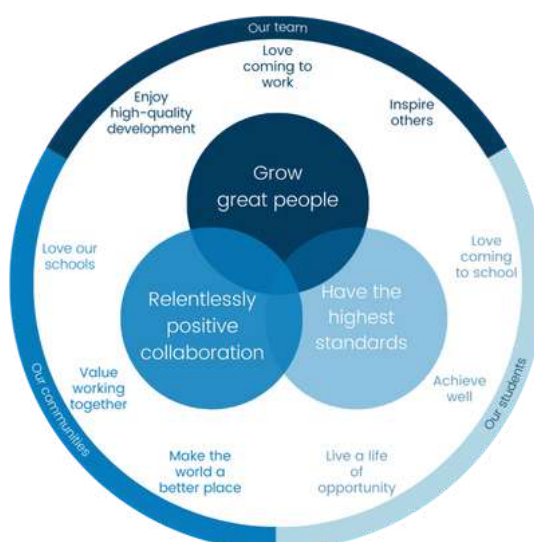 Our team
Love
coming to
work
Enjoy
high-quality
development
Inspire
others
Grow
great people
Love our
schools
Love
coming
to school
Relentlessly
positive
collaboration
Have the
highest
standards
Value
working
together
Achieve
well
Our communities
Our students
Make the
world a
better place
Live a life
of
opportunity